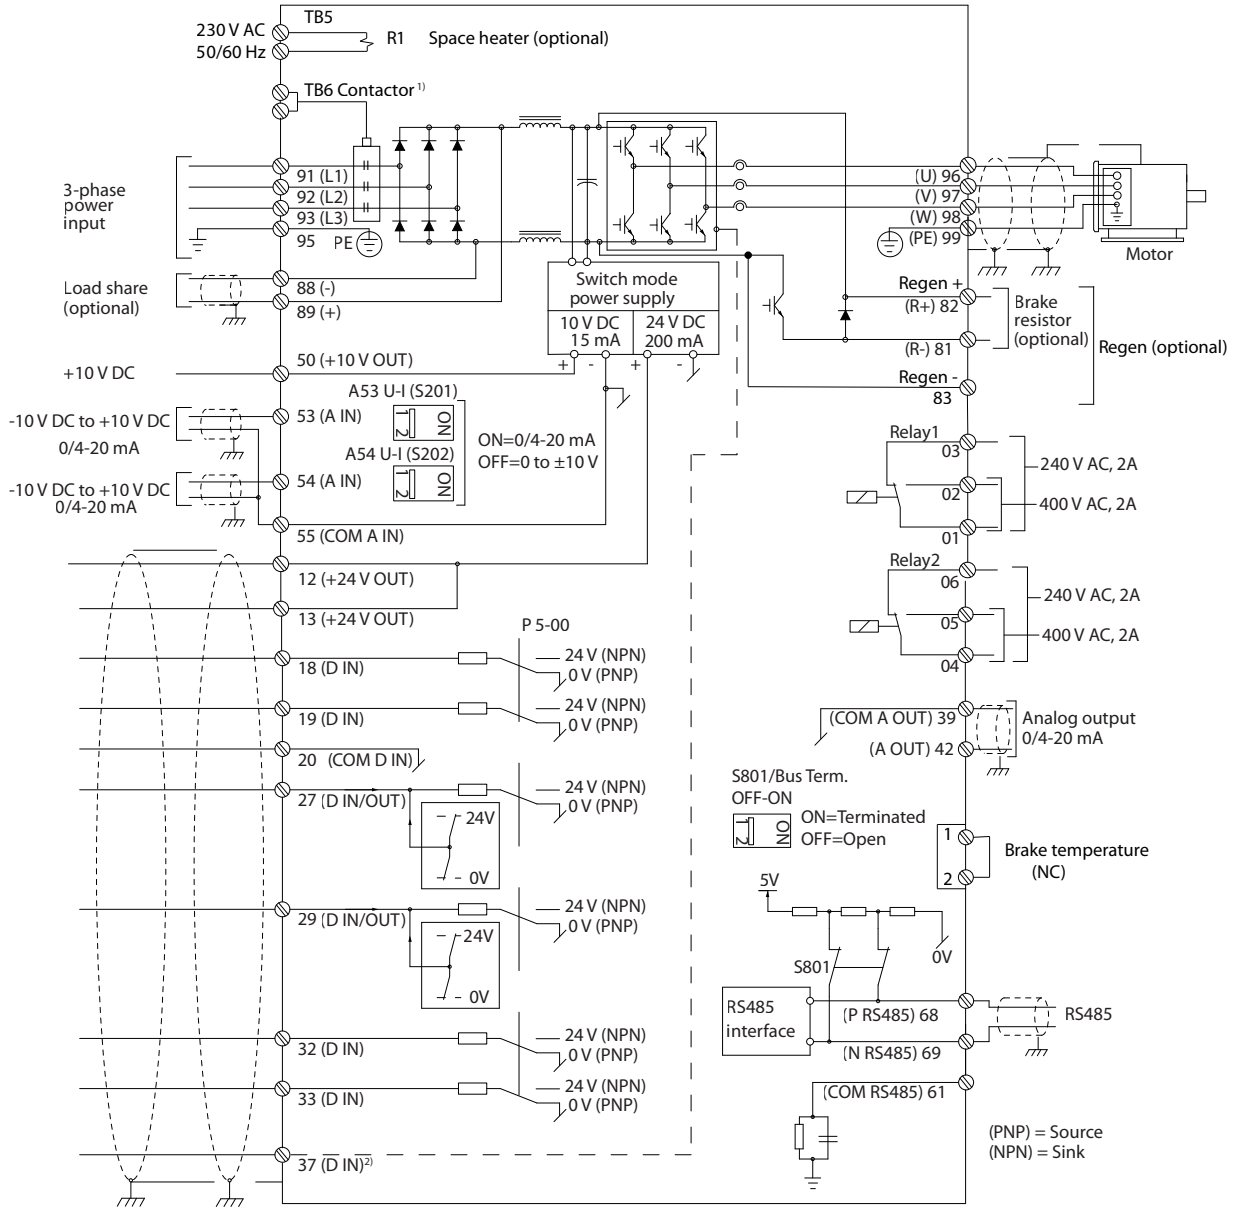 TB5
230 V AC
50/60 Hz
R1
Space heater (optional)
TB6 Contactor 1)
3-phase
power
input
91 (L1)
92 (L2)
93 (L3)
95
PE
(U) 96
(V) 97
(W) 98
(PE) 99
Motor
Load share
(optional)
88 (-)
89 (+)
Switch mode
power supply
10 V DC
15 mA
24 V DC
200 mA
+
-
+
-
Regen +
(R+) 82
Brake
resistor
(optional)
(R-) 81
Regen -
83
Regen (optional)
+10 V DC
50 (+10 V OUT)
-10 V DC to +10 V DC
0/4-20 mA
53 (A IN)
A53 U-I (S201)
1 2
ON
ON=0/4-20 mA
OFF=0 to ±10 V
A54 U-I (S202)
1 2
ON
-10 V DC to +10 V DC
0/4-20 mA
54 (A IN)
55 (COM A IN)
Relay1
03
02
01
240 V AC, 2A
400 V AC, 2A
12 (+24 V OUT)
13 (+24 V OUT)
Relay2
06
05
04
240 V AC, 2A
400 V AC, 2A
P 5-00
18 (D IN)
24 V (NPN)
0 V (PNP)
19 (D IN)
24 V (NPN)
0 V (PNP)
20 (COM D IN)
27 (D IN/OUT)
24 V (NPN)
0 V (PNP)
24V
0V
29 (D IN/OUT)
24 V (NPN)
0 V (PNP)
24V
0V
32 (D IN)
24 V (NPN)
0 V (PNP)
33 (D IN)
24 V (NPN)
0 V (PNP)
37 (D IN) 2)
(COM A OUT) 39
(A OUT) 42
Analog output
0/4-20 mA
S801/Bus Term.
OFF-ON
1 2
ON
ON=Terminated
OFF=Open
1
2
Brake temperature
(NC)
5V
0V
S801
RS485
interface
(P RS485) 68
(N RS485) 69
RS485
(COM RS485) 61
(PNP) = Source
(NPN) = Sink